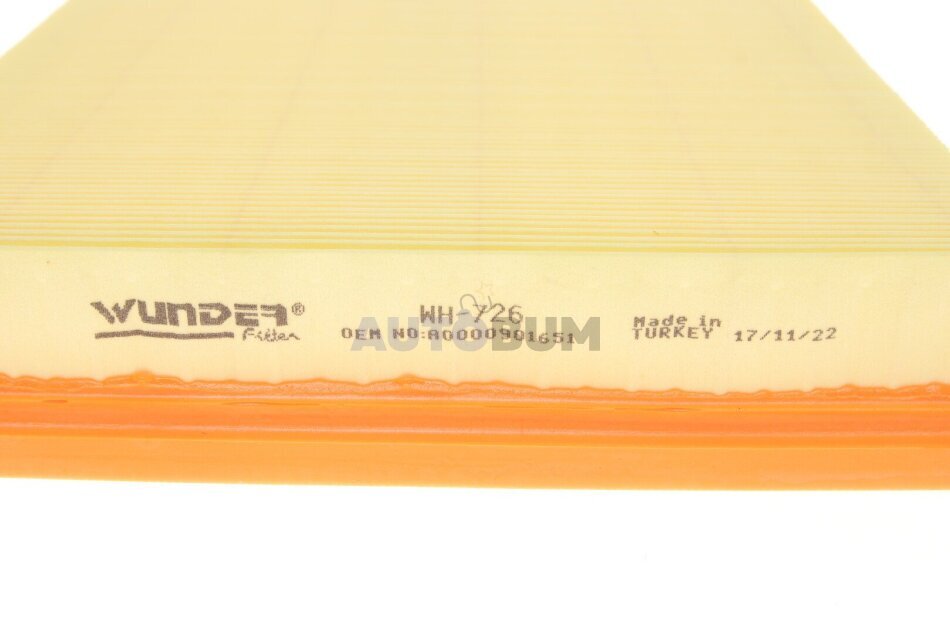 WUNDER®
Filter
WH-726
OEM NO:A0000901651
AUTOBUM
Made in
TURKEY 17/11/22